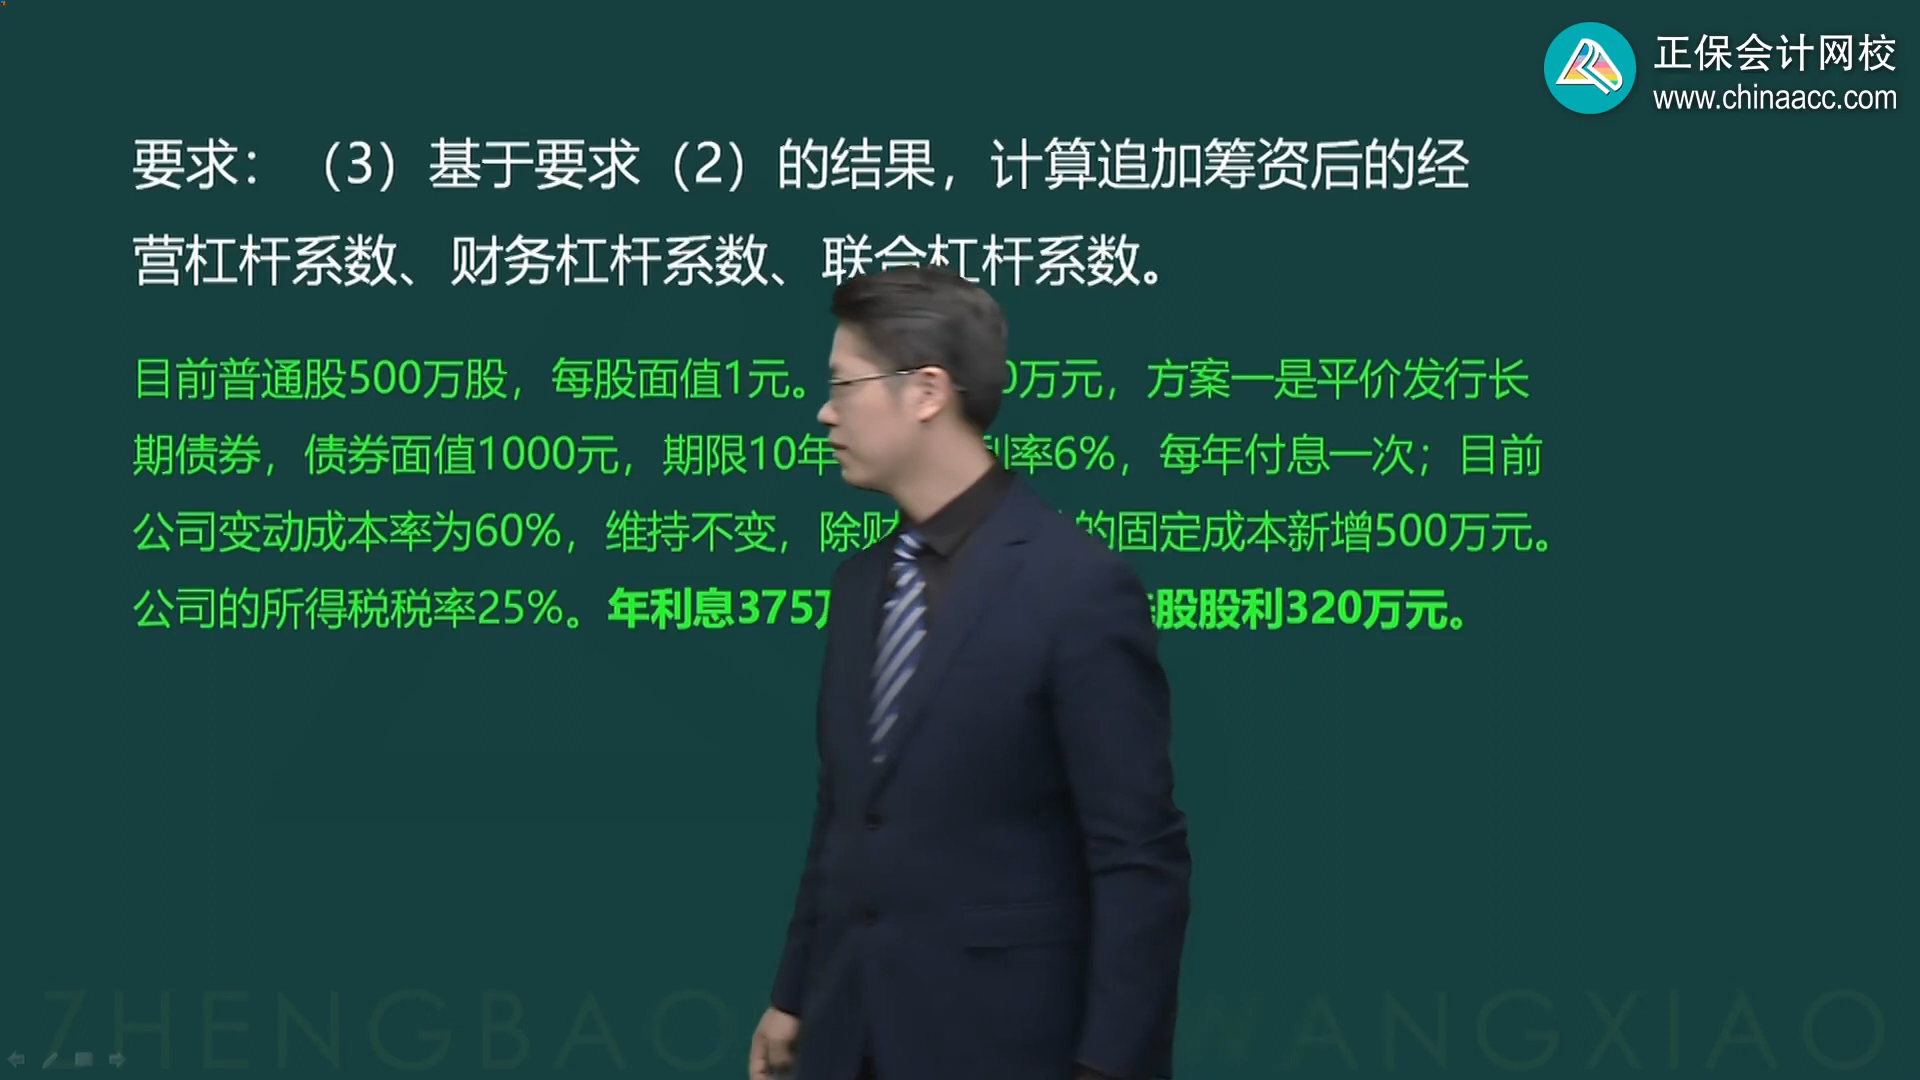 正保会计网校
www.chinaacc.com
要求：（3）基于要求（2）的结果，计算追加筹资后的经
营杠杆系数、财务杠杆系数、联合杠杆系数。
目前普通股500万股，每股面值1元。 0万元，方案一是平价发行长
期债券，债券面值1000元，期限10年 利率6%，每年付息一次；目前
公司变动成本率为60%，维持不变，除财 的固定成本新增500万元。
公司的所得税税率25%。年利息375万 股股利320万元。
ZHENGBAO WANGXIAO